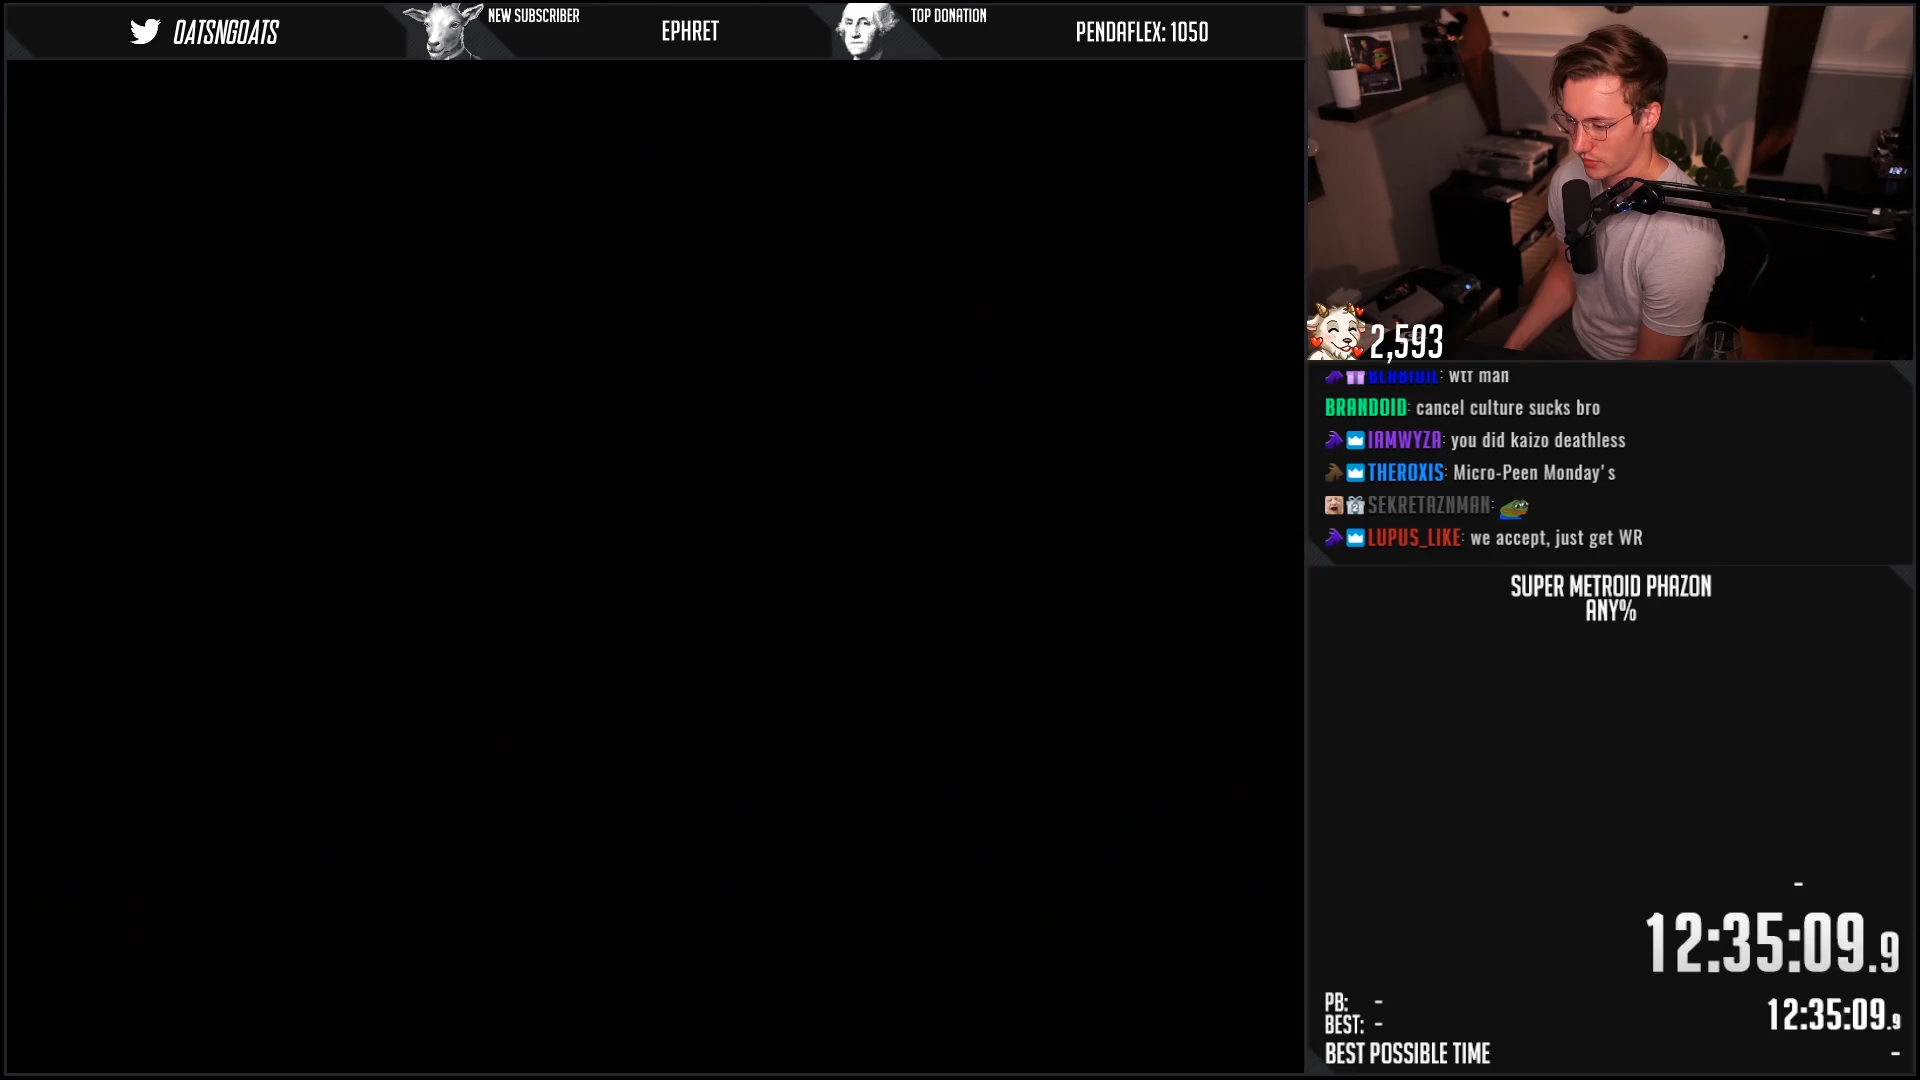 OATSNGOATS
NEW SUBSCRIBER
EPHRET
TOP DONATION
PENDAFLEX: 1050
2,593
: wtf man
BRANDOID: cancel culture sucks bro
IAMWYZA: you did kaizo deathless
THEROXIS: Micro-Peen Monday's
SEKRETAZNMAN:
LUPUS_LIKE: we accept, just get WR
SUPER METROID PHAZON
ANY%
-
12:35:09.9
PB: -
12:35:09.9
BEST: -
BEST POSSIBLE TIME -